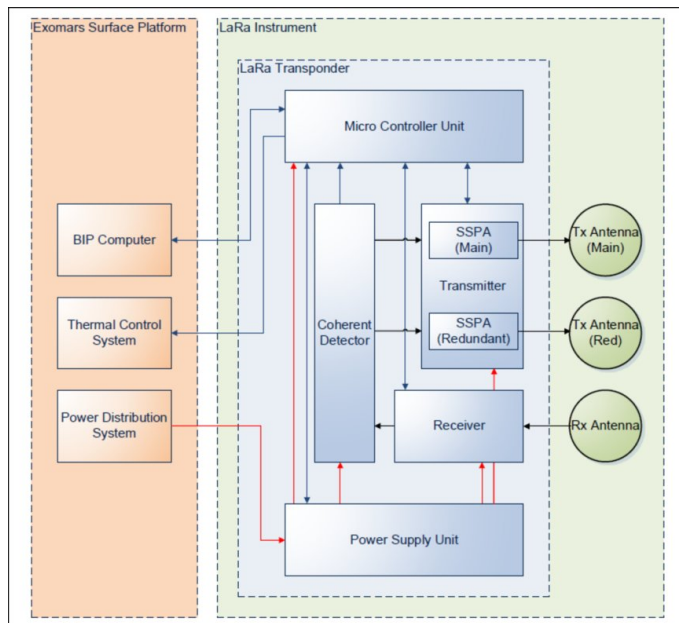 Exomars Surface Platform
LaRa Instrument
LaRa Transponder
Micro Controller Unit
BIP Computer
Thermal Control
System
Power Distribution
System
Coherent
Detector
SSPA
(Main)
Transmitter
SSPA
(Redundant)
Receiver
Power Supply Unit
Tx Antenna
(Main)
Tx Antenna
(Red)
Rx Antenna